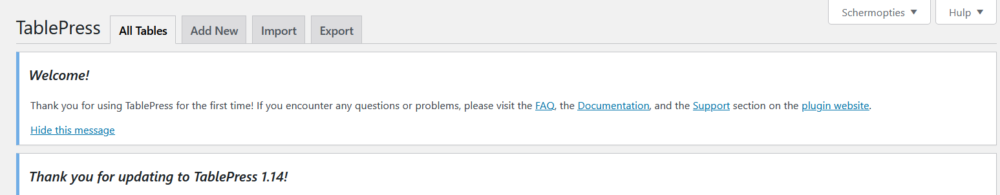 Schermopties ▼ Hulp ▼
TablePress All Tables Add New Import Export
Welcome!
Thank you for using TablePress for the first time! If you encounter any questions or problems, please visit the FAQ, the Documentation, and the Support section on the plugin website.
Hide this message
Thank you for updating to TablePress 1.14!